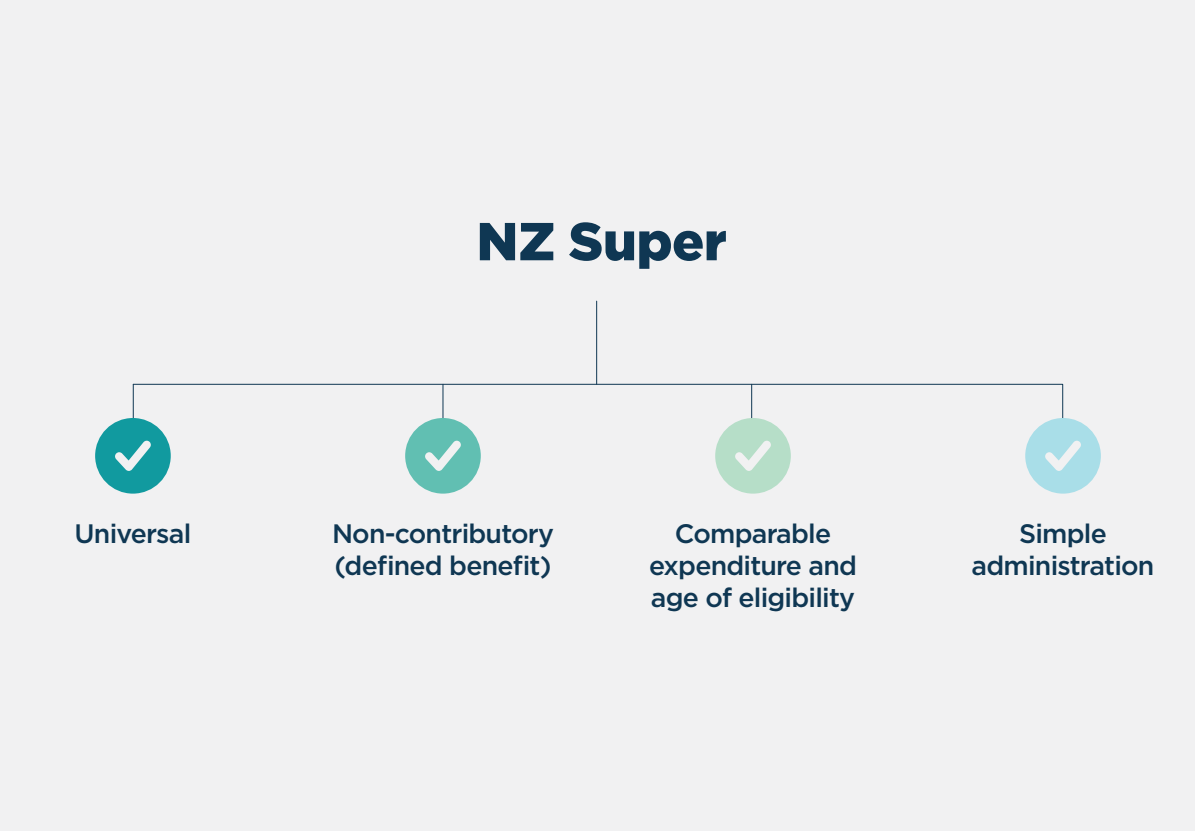 NZ Super
Universal
Non-contributory
(defined benefit)
Comparable
expenditure and
age of eligibility
Simple
administration